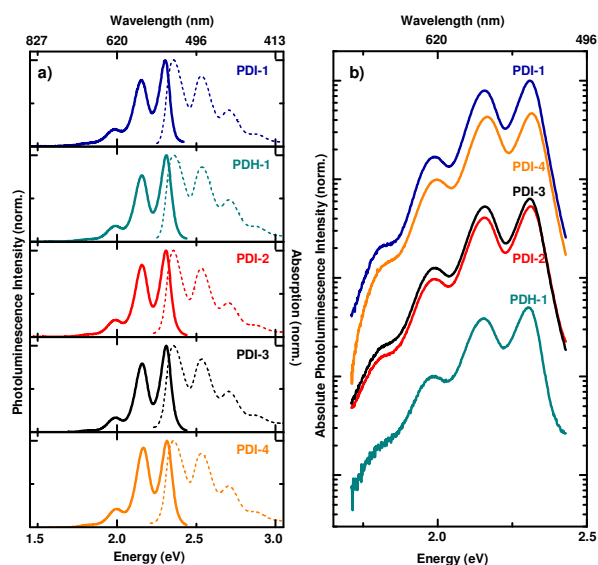 Wavelength (nm)
827 620 496 413
a)
PDI-1
PDH-1
PDI-2
PDI-3
PDI-4
Photoluminescence Intensity (norm.)
Absorption (norm.)
1.5 2.0 2.5 3.0
Energy (eV)
Wavelength (nm)
620 496
b)
PDI-1
PDI-4
PDI-3
PDI-2
PDH-1
Absolute Photoluminescence Intensity (norm.)
2.0 2.5
Energy (eV)